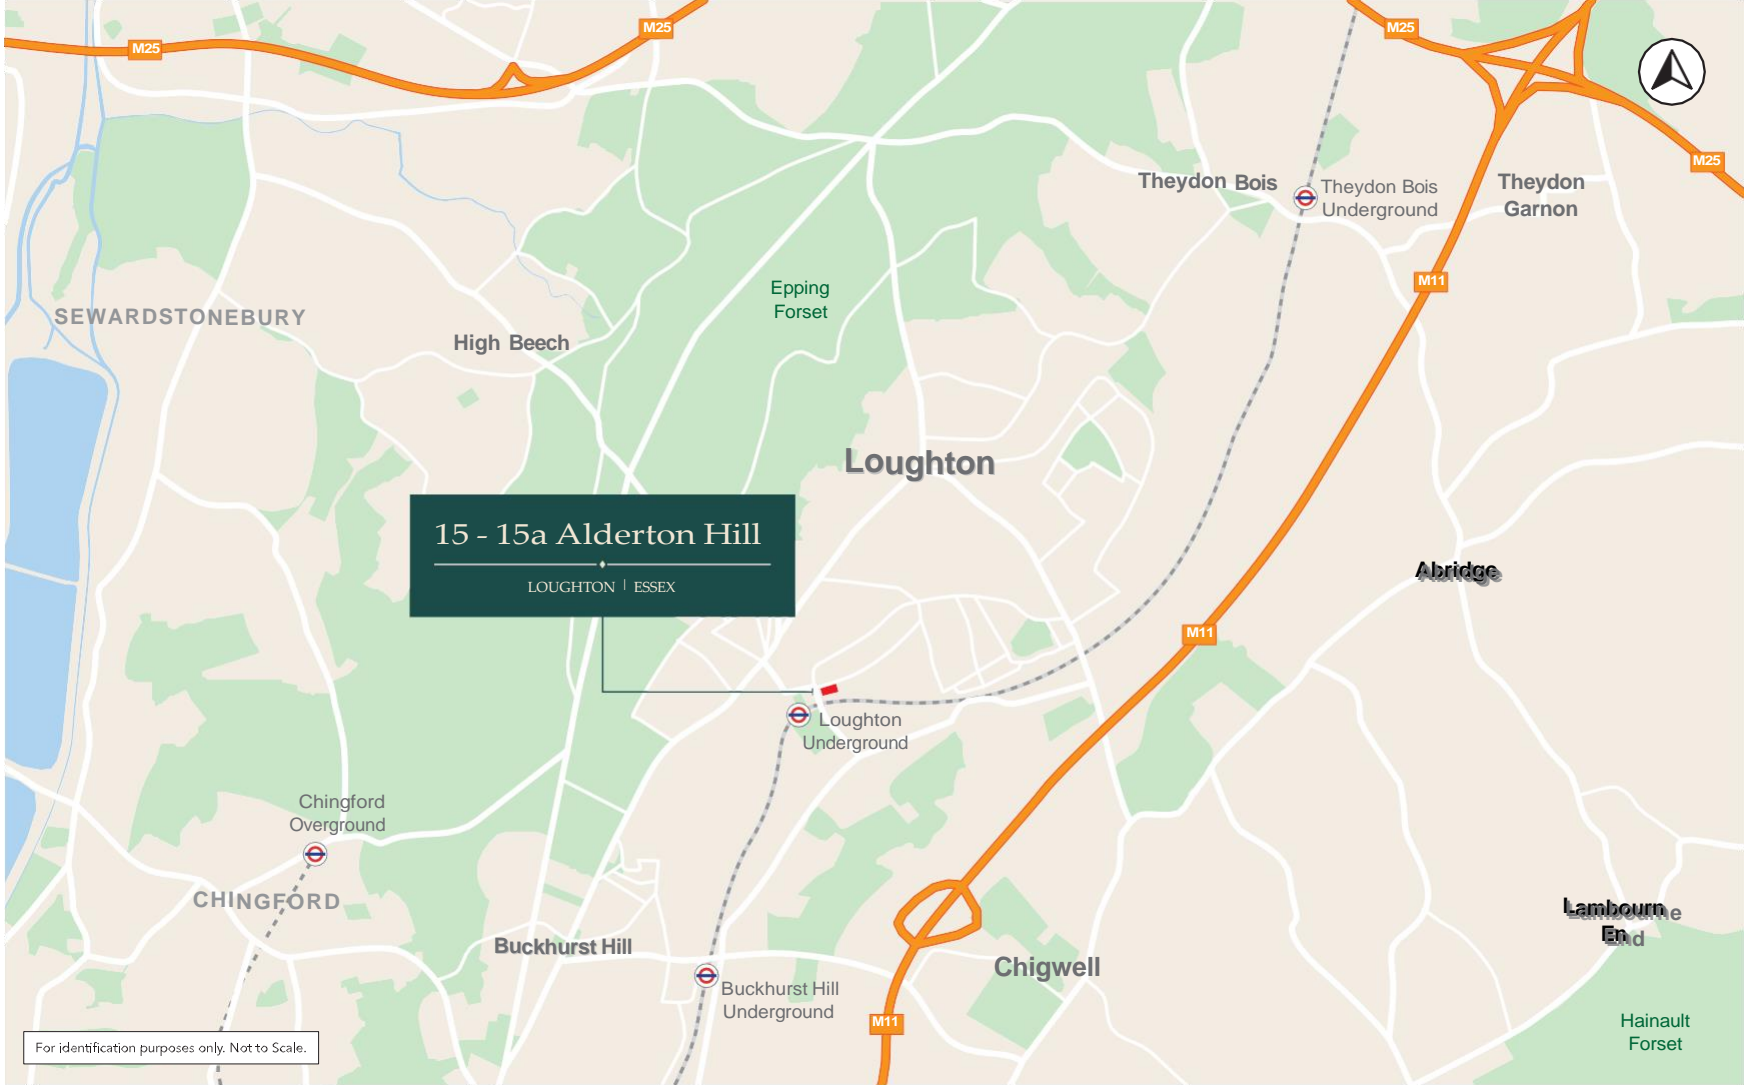 M25
M25
M25
M25
Theydon Bois
Theydon Bois
Underground
Theydon
Garnon
M11
Epping
Forset
SEWARDSTONEBURY
High Beech
Loughton
15 - 15a Alderton Hill
LOUGHTON | ESSEX
Abridge
M11
Loughton
Underground
Chingford
Overground
CHINGFORD
Lambourne
End
Buckhurst Hill
Chigwell
Buckhurst Hill
Underground
M11
Hainault
Forset
For identification purposes only. Not to Scale.